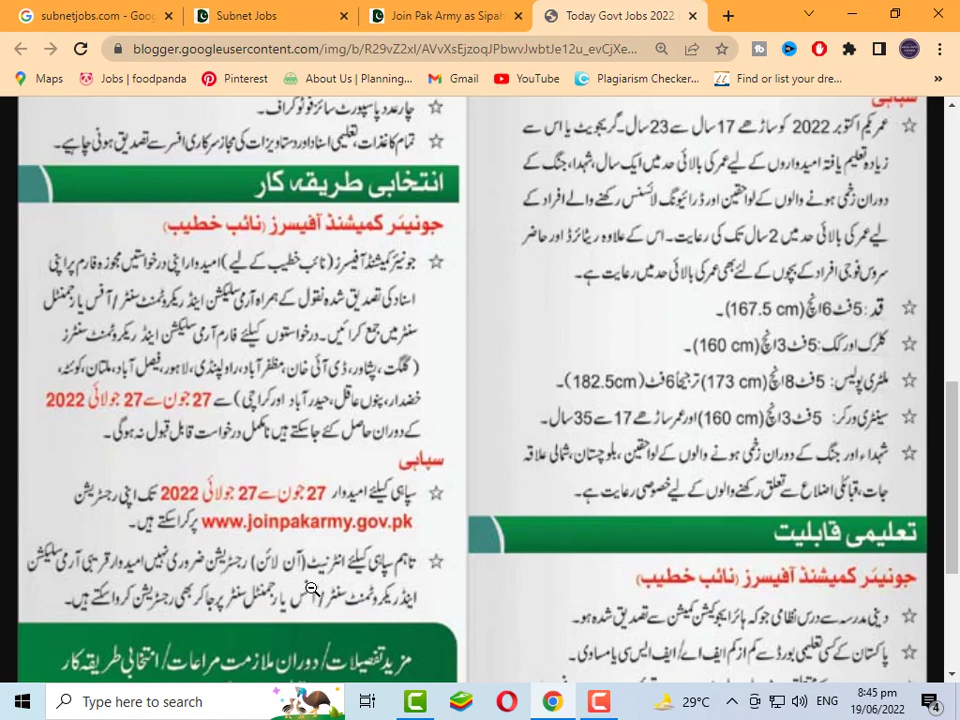 subnetjobs.com - Goo
Subnet Jobs
Join Pak Army as Sipah
Today Govt Jobs 2022
blogger.googleusercontent.com/img/b/R29vZ2xl/AVvXsEjzoqJPbwvJwbtJe12u_evCjXe...
Maps
Jobs | foodpanda
Pinterest
About Us | Planning...
Gmail
YouTube
Plagiarism Checker...
Find or list your dre...
»
سپاہی
عمر یکم اکتوبر 2022 کو ساڑھے 17 سال سے 23 سال۔ گریجویٹ یا اس سے
زیادہ تعلیم یافتہ امیدواروں کے لیے عمر کی بالائی حد میں ایک سال، شہدا، جنگ کے
دوران زخمی ہونے والوں کے لواحقین اور ڈرائیونگ لائسنس رکھنے والے افراد کے
لیے عمر کی بالائی حد میں 2 سال تک کی رعایت۔ اس کے علاوہ ریٹائرڈ اور حاضر
سروس فوجی افراد کے بچوں کے لئے بھی عمر کی بالائی حد میں رعایت ہے۔
قد: 5 فٹ 6 انچ (167.5 cm)۔
کلرک اور کک: 5 فٹ 3 انچ (160 cm)۔
ملٹری پولیس: 5 فٹ 8 انچ (173 cm) ترجیحاً 6 فٹ (182.5cm)۔
سینٹری ورکر: 5 فٹ 3 انچ (160 cm) اور عمر ساڑھے 17 سے 35 سال۔
شہداء اور جنگ کے دوران زخمی ہونے والوں کے لواحقین، بلوچستان، شمالی علاقہ
جات، قبائلی اضلاع سے تعلق رکھنے والوں کے لیے خصوصی رعایت ہے۔
تعلیمی قابلیت
جونیئر کمیشنڈ آفیسرز (نائب خطیب)
دینی مدرسہ سے درس نظامی جو کہ ہائر ایجوکیشن کمیشن سے تصدیق شدہ ہو۔
پاکستان کے کسی تعلیمی بورڈ سے کم از کم ایف اے/ ایف ایس سی یا مساوی۔
چار عدد پاسپورٹ سائز فوٹو گراف۔
تمام کاغذات، تعلیمی اسناد اور دستاویزات کی مجاز سرکاری افسر سے تصدیق ہونی چاہیے۔
انتخابی طریقہ کار
جونیئر کمیشنڈ آفیسرز (نائب خطیب)
جونیئر کمیشنڈ آفیسرز (نائب خطیب کے لیے) امیدوار اپنی درخواستیں مجوزہ فارم پر اپنی
اسناد کی تصدیق شدہ نقول کے ہمراہ آرمی سلیکشن اینڈ ریکروٹمنٹ سنٹر/ آفس یا رجمنٹل
سنٹر میں جمع کرائیں۔ درخواستوں کیلئے فارم آرمی سلیکشن اینڈ ریکروٹمنٹ سنٹرز
(گلگت، پشاور، ڈی آئی خان، مظفر آباد، راولپنڈی، لاہور، فیصل آباد، ملتان، کوئٹہ،
خضدار، پنوں عاقل، حیدر آباد اور کراچی) سے 27 جون سے 27 جولائی 2022
کے دوران حاصل کئے جا سکتے ہیں نا مکمل درخواست قابل قبول نہ ہو گی۔
سپاہی
سپاہی کیلئے امیدوار 27 جون سے 27 جولائی 2022 تک اپنی رجسٹریشن
www.joinpakarmy.gov.pk پر کرا سکتے ہیں۔
تاہم سپاہی کیلئے انٹرنیٹ (آن لائن) رجسٹریشن ضروری نہیں امیدوار قریبی آرمی سلیکشن
اینڈ ریکروٹمنٹ سنٹر/ آفس یا رجمنٹل سنٹر پر جا کر بھی رجسٹریشن کروا سکتے ہیں۔
مزید تفصیلات/ دوران ملازمت مراعات/ انتخابی طریقہ کار
Type here to search
29°C
ENG
8:45 pm
19/06/2022
4